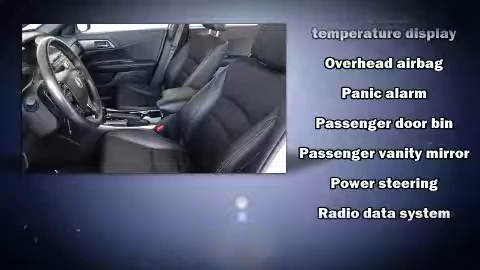 temperature display
Overhead airbag
Panic alarm
Passenger door bin
Passenger vanity mirror
Power steering
Radio data system